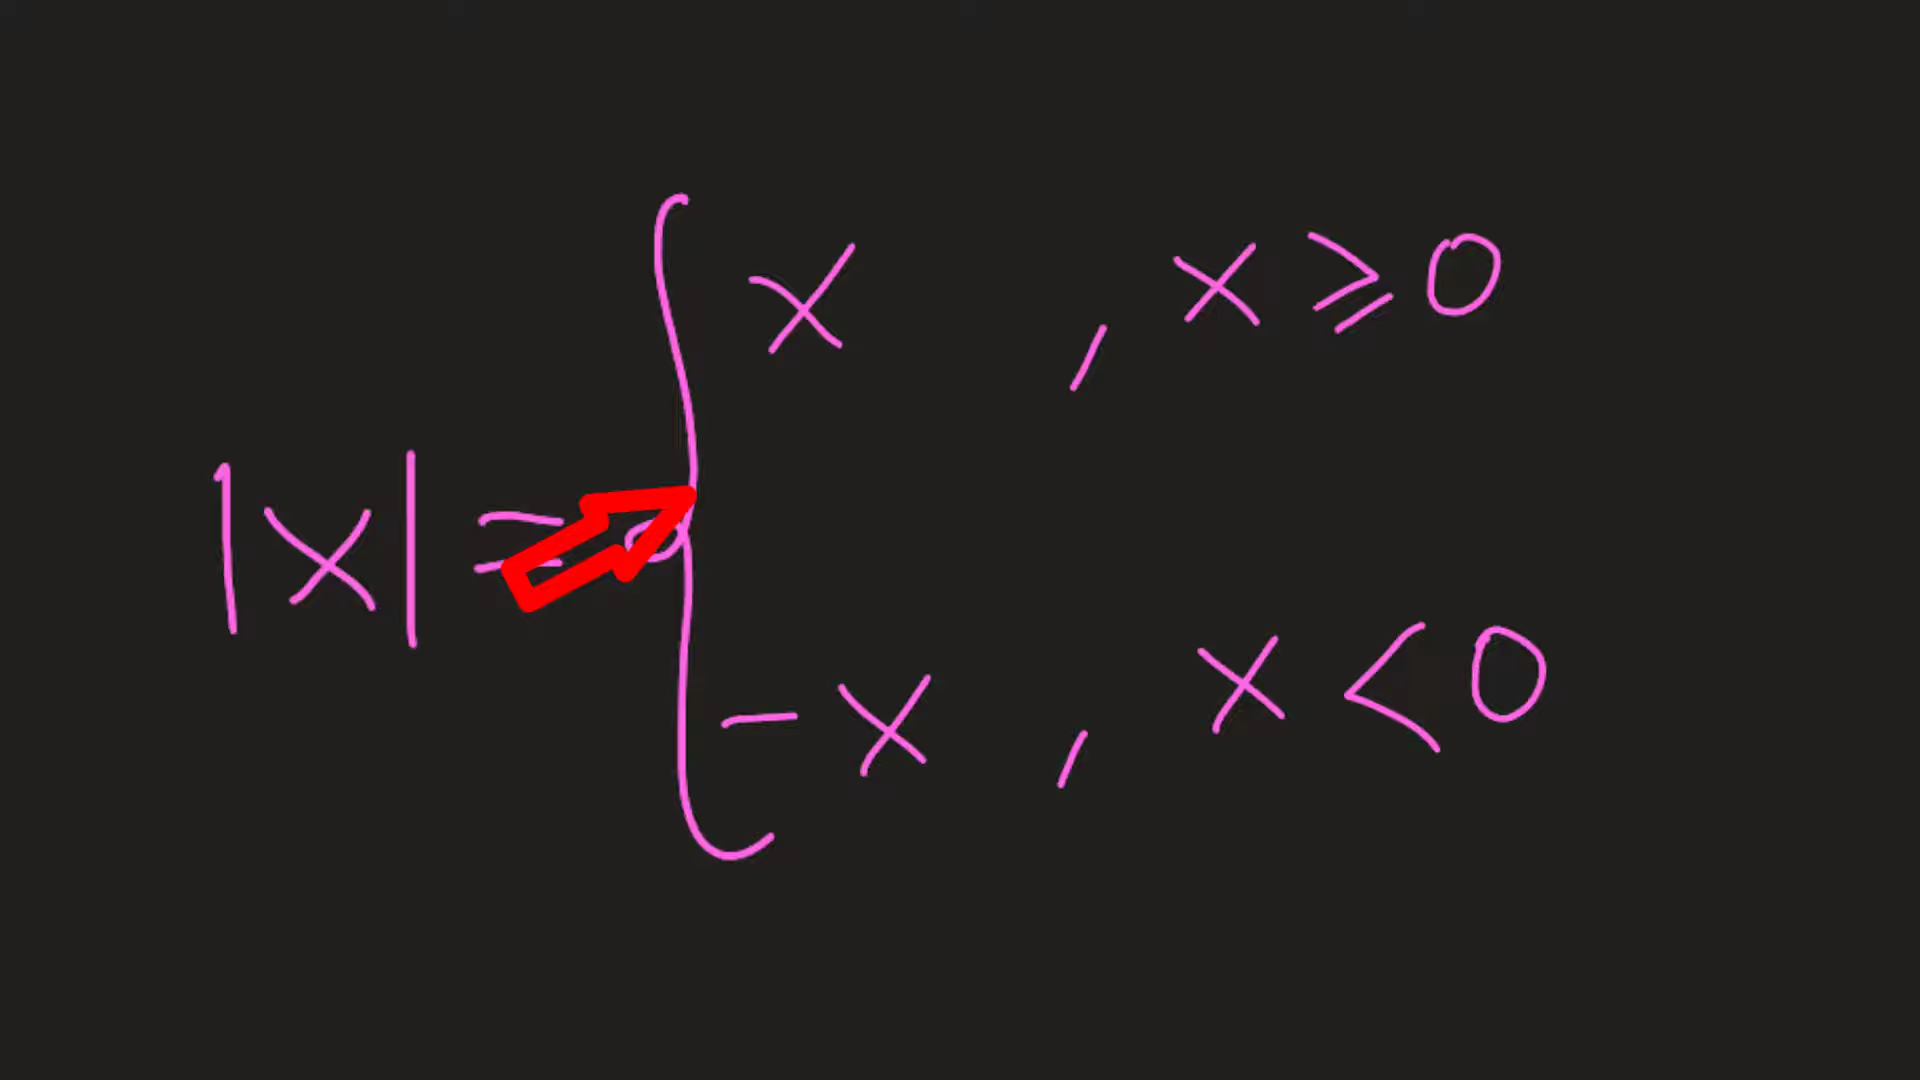 |x| = { x , x ⩾ 0
-x , x < 0